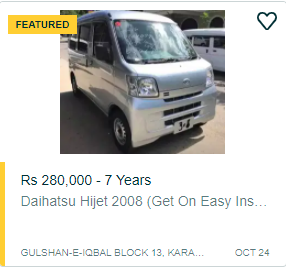 FEATURED
Rs 280,000 - 7 Years
Daihatsu Hijet 2008 (Get On Easy Ins...
GULSHAN-E-IQBAL BLOCK 13, KARA... OCT 24